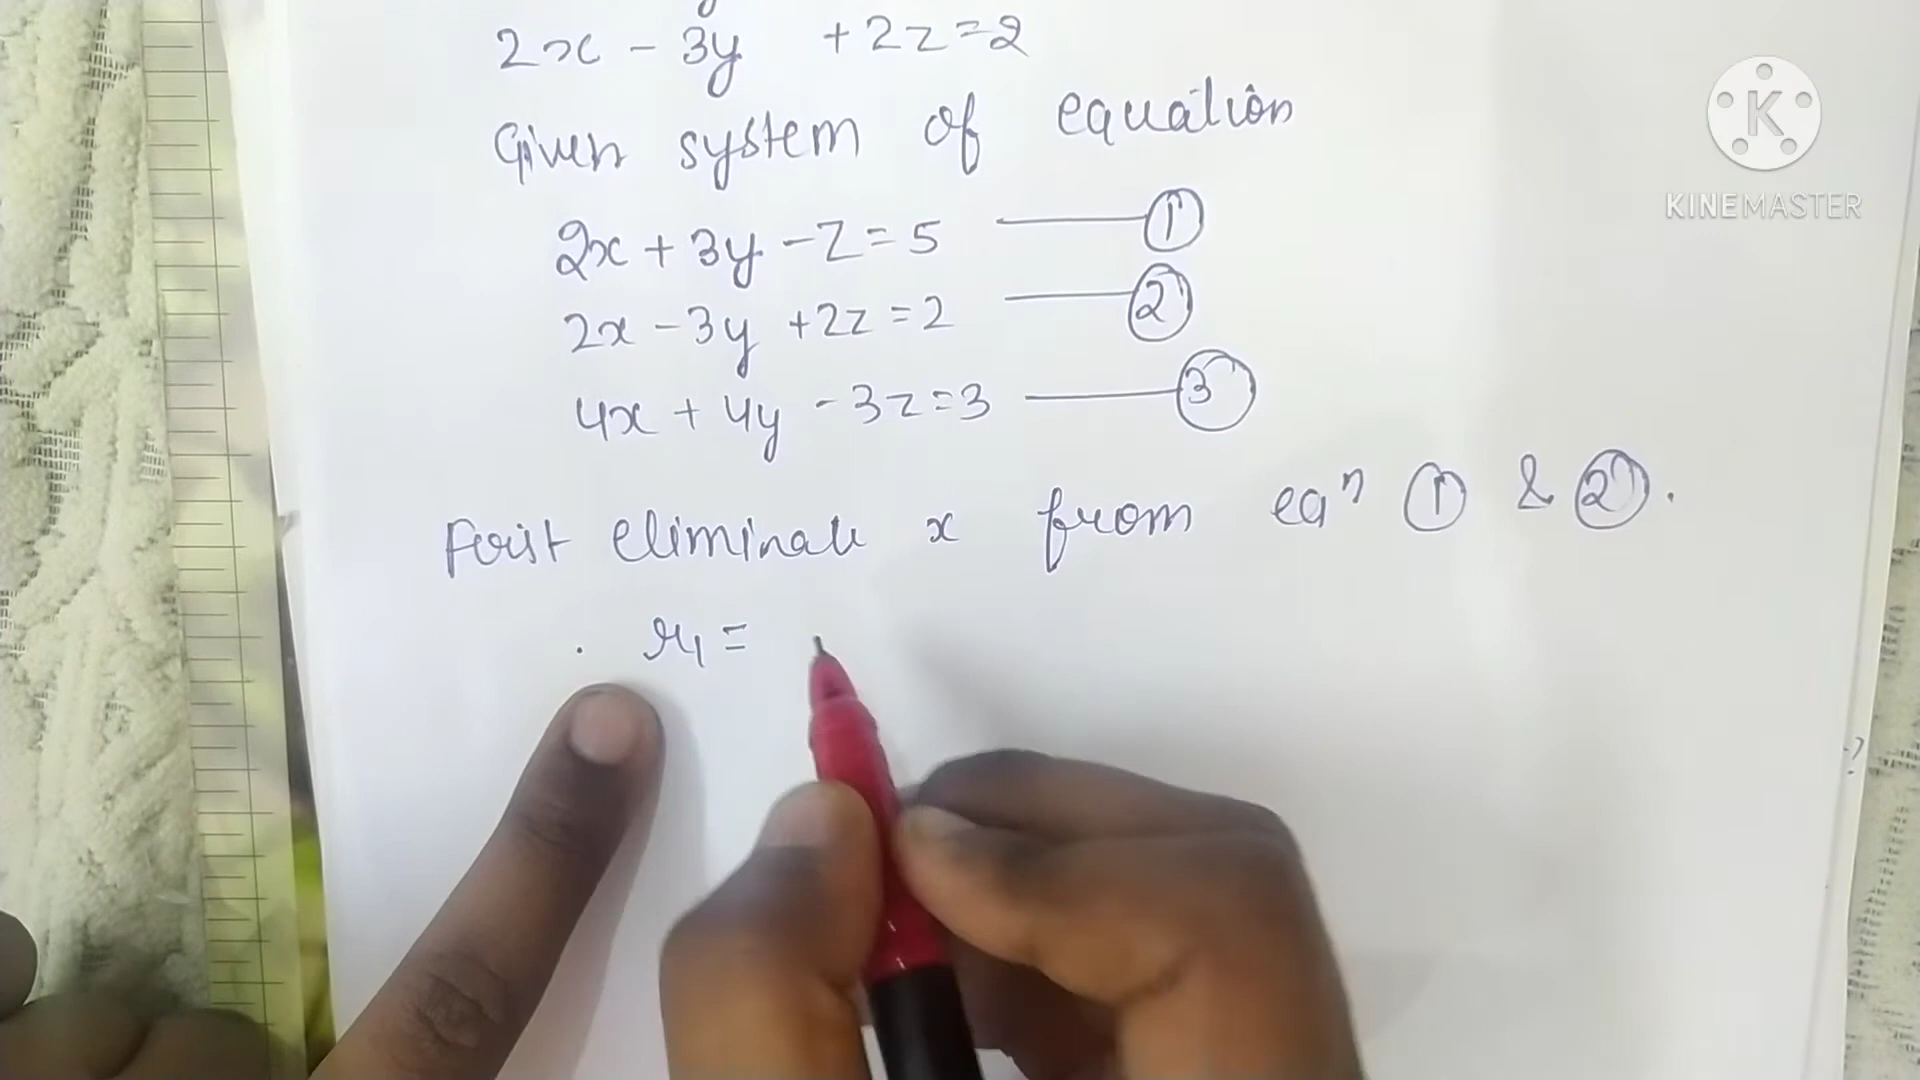 2x - 3y + 2z = 2
Given system of equation
2x + 3y - z = 5 ——— ①
2x - 3y + 2z = 2 ——— ②
4x + 4y - 3z = 3 ——— ③
First eliminate x from eqⁿ ① & ②.
r₁ =
K
KINEMASTER